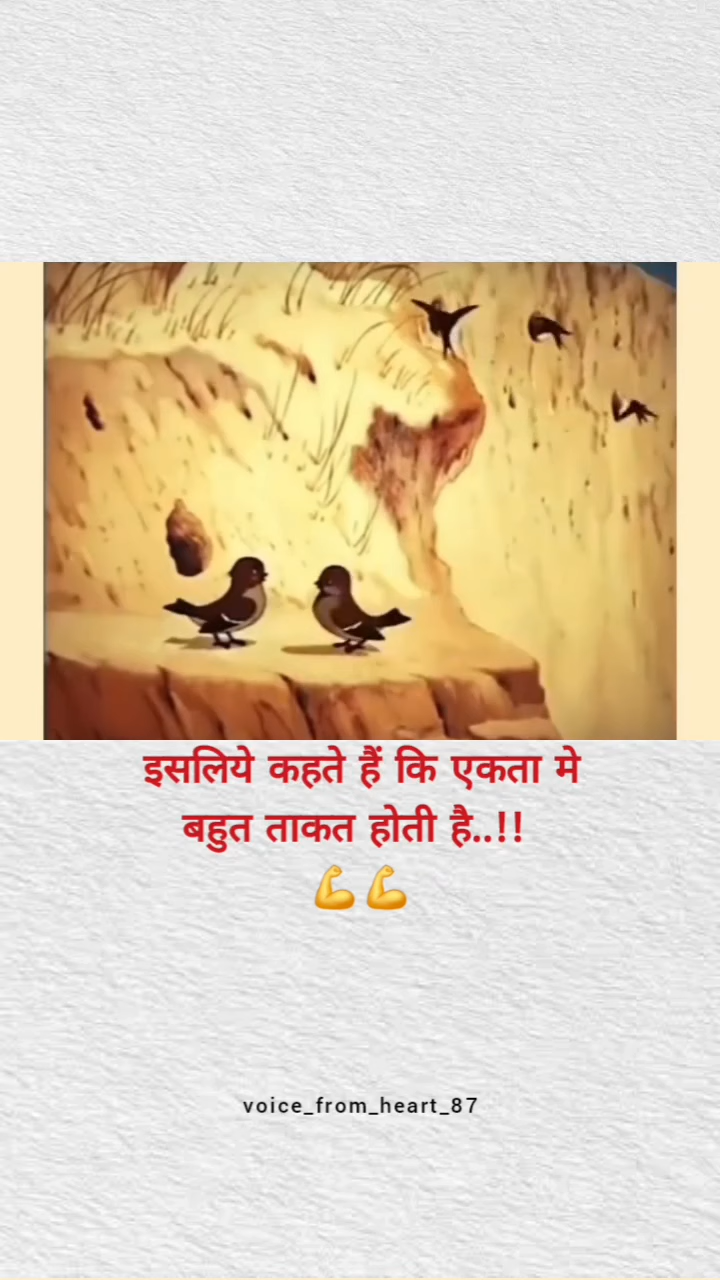 इसलिये कहते हैं कि एकता मे
बहुत ताकत होती है..!!
💪💪
voice_from_heart_87